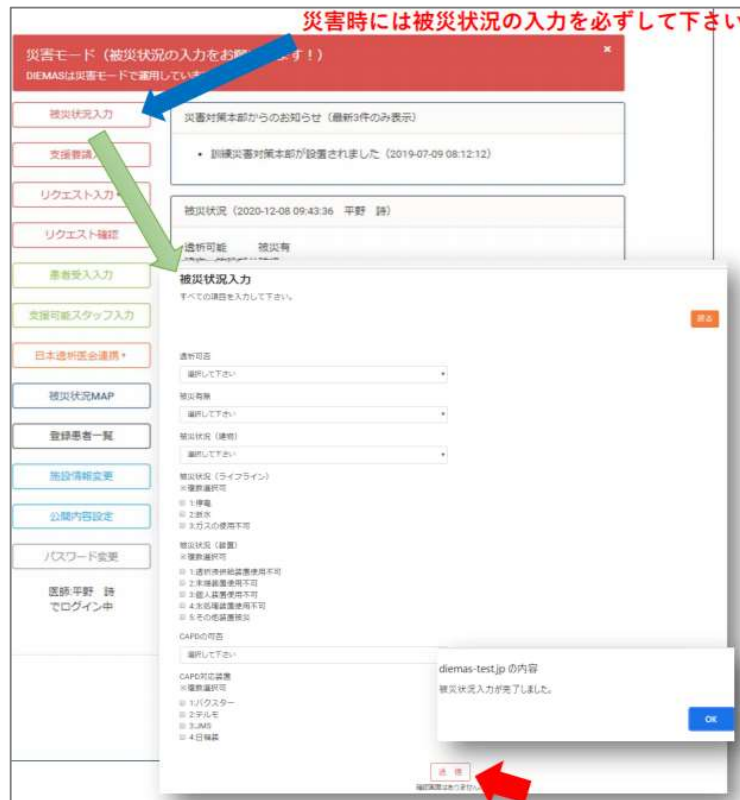 災害時には被災状況の入力を必ずして下さい
災害モード（被災状況の入力をお願
ます！）
DIEMASは災害モードで運用してい
×
被災状況入力
支援要請
リクエスト入力
リクエスト確認
患者受入入力
支援可能スタッフ入力
日本透析医会連携
被災状況MAP
登録患者一覧
施設情報変更
公開内容設定
パスワード変更
医師:平野 詩
でログイン中
災害対策本部からのお知らせ（最新3件のみ表示）
• 訓練災害対策本部が設置されました（2019-07-09 08:12:12）
被災状況（2020-12-08 09:43:36 平野 詩）
透析可能 被災有
被災状況入力
すべての項目を入力して下さい。
戻る
透析可否
選択して下さい
被災有無
選択して下さい
被災状況（建物）
選択して下さい
被災状況（ライフライン）
※複数選択可
1:停電
2:断水
3:ガスの使用不可
被災状況（装置）
※複数選択可
1:透析液供給装置使用不可
2:末端装置使用不可
3:個人装置使用不可
4:水処理装置使用不可
5:その他装置被災
CAPDの可否
選択して下さい
CAPD対応装置
※複数選択可
1:バクスター
2:テルモ
3:JMS
4:日機装
diemas-test.jp の内容
被災状況入力が完了しました。
OK
送 信
確認画面はありません